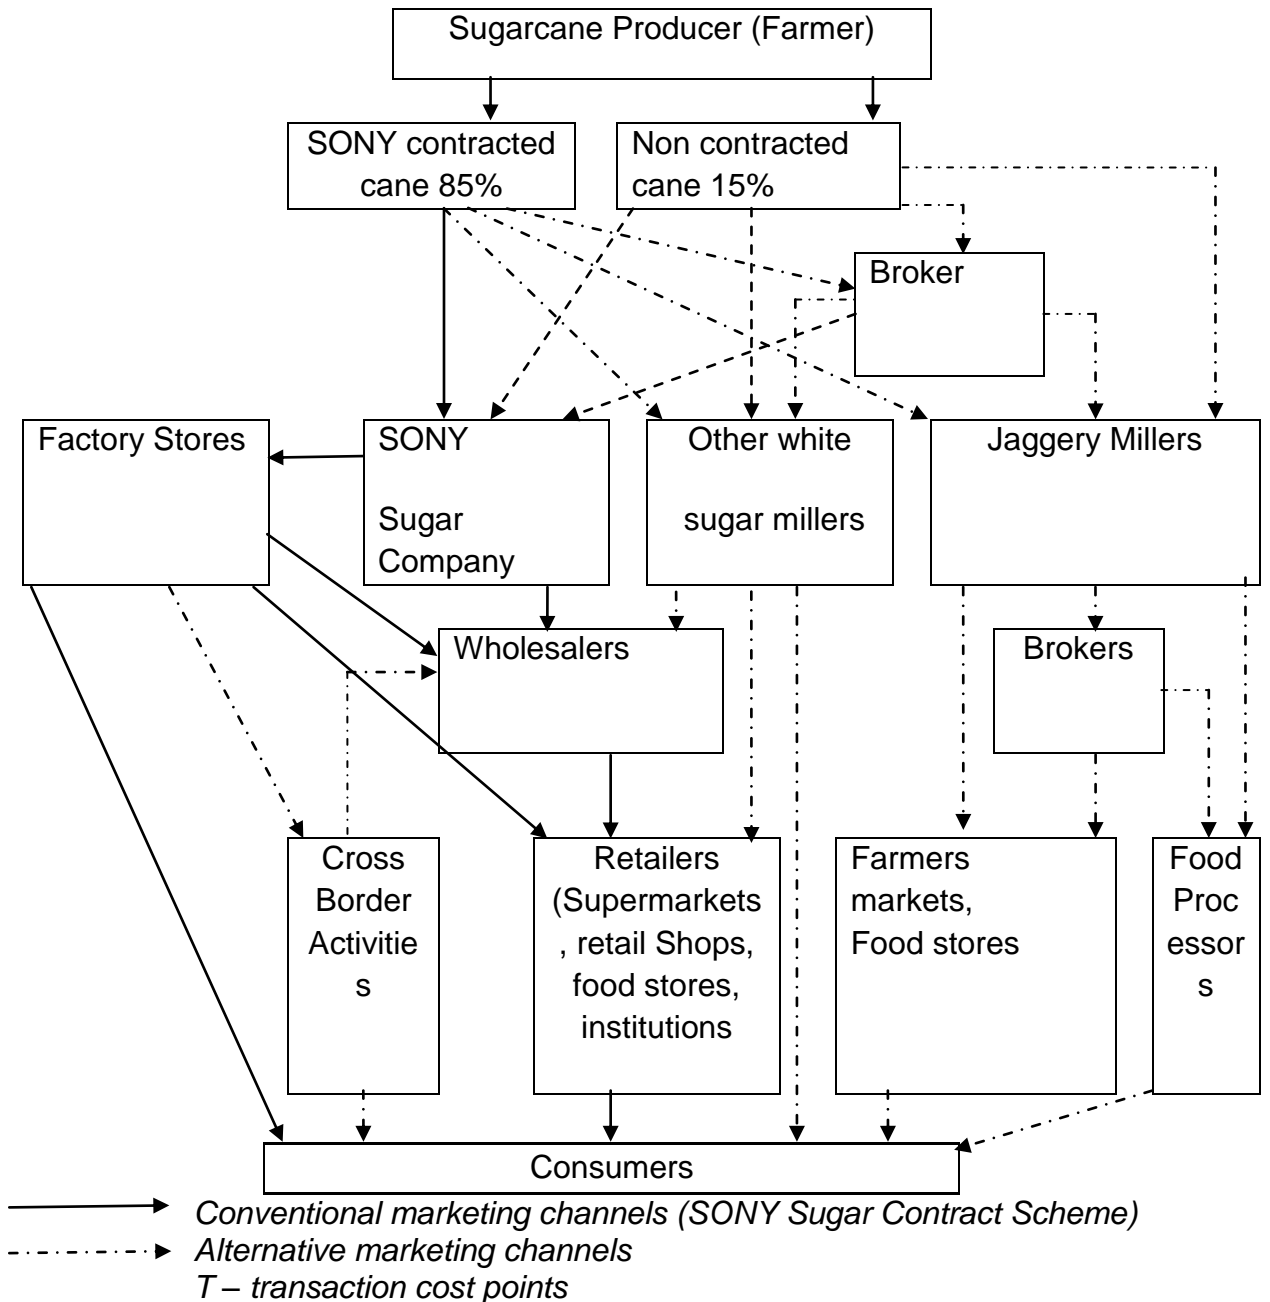 Sugarcane Producer (Farmer)
SONY contracted
cane 85%
Non contracted
cane 15%
Broker
Factory Stores
SONY
Sugar
Company
Other white
sugar millers
Jaggery Millers
Wholesalers
Brokers
Cross
Border
Activitie
s
Retailers
(Supermarkets
, retail Shops,
food stores,
institutions
Farmers
markets,
Food stores
Food
Proc
essor
s
Consumers
Conventional marketing channels (SONY Sugar Contract Scheme)
Alternative marketing channels
T – transaction cost points